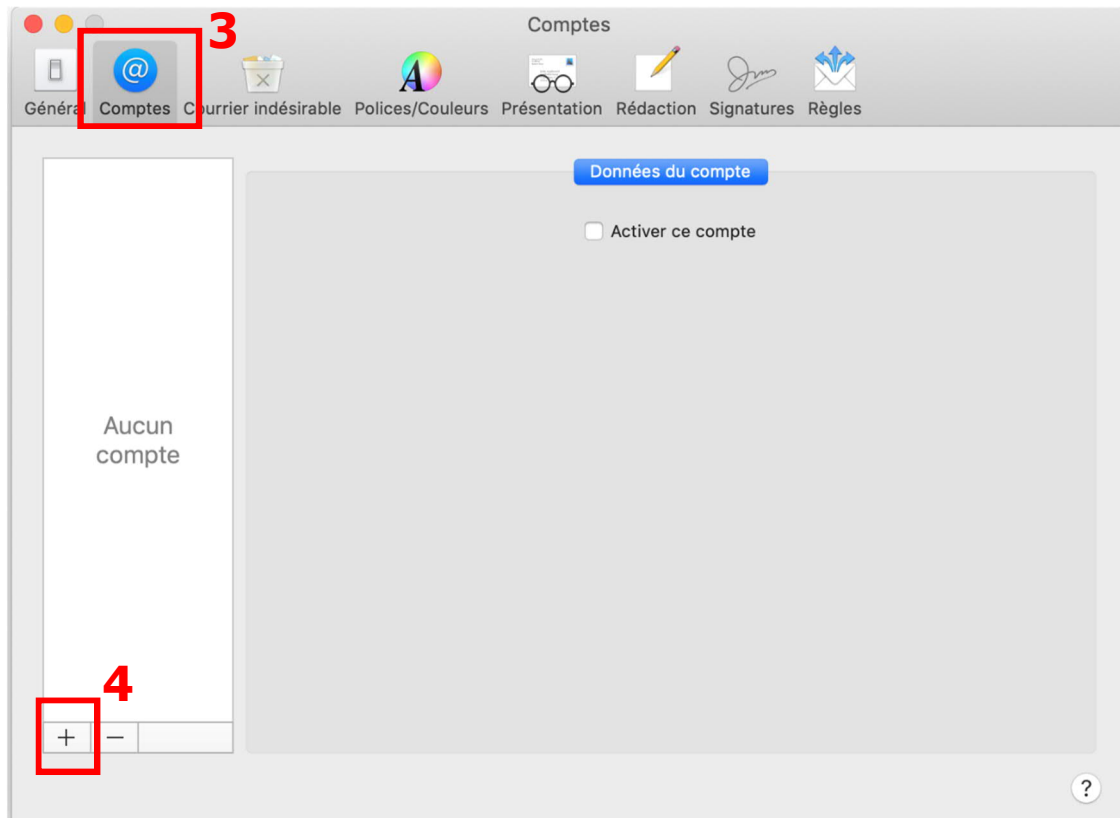 Comptes
3
Général Comptes Courrier indésirable Polices/Couleurs Présentation Rédaction Signatures Règles
Données du compte
Activer ce compte
Aucun
compte
4
+ −
?